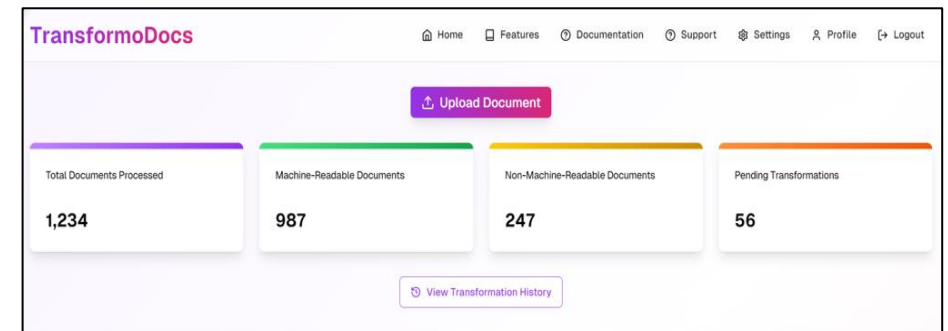 TransformoDocs
Home Features Documentation Support Settings Profile Logout
Upload Document
Total Documents Processed
1,234
Machine-Readable Documents
987
Non-Machine-Readable Documents
247
Pending Transformations
56
View Transformation History